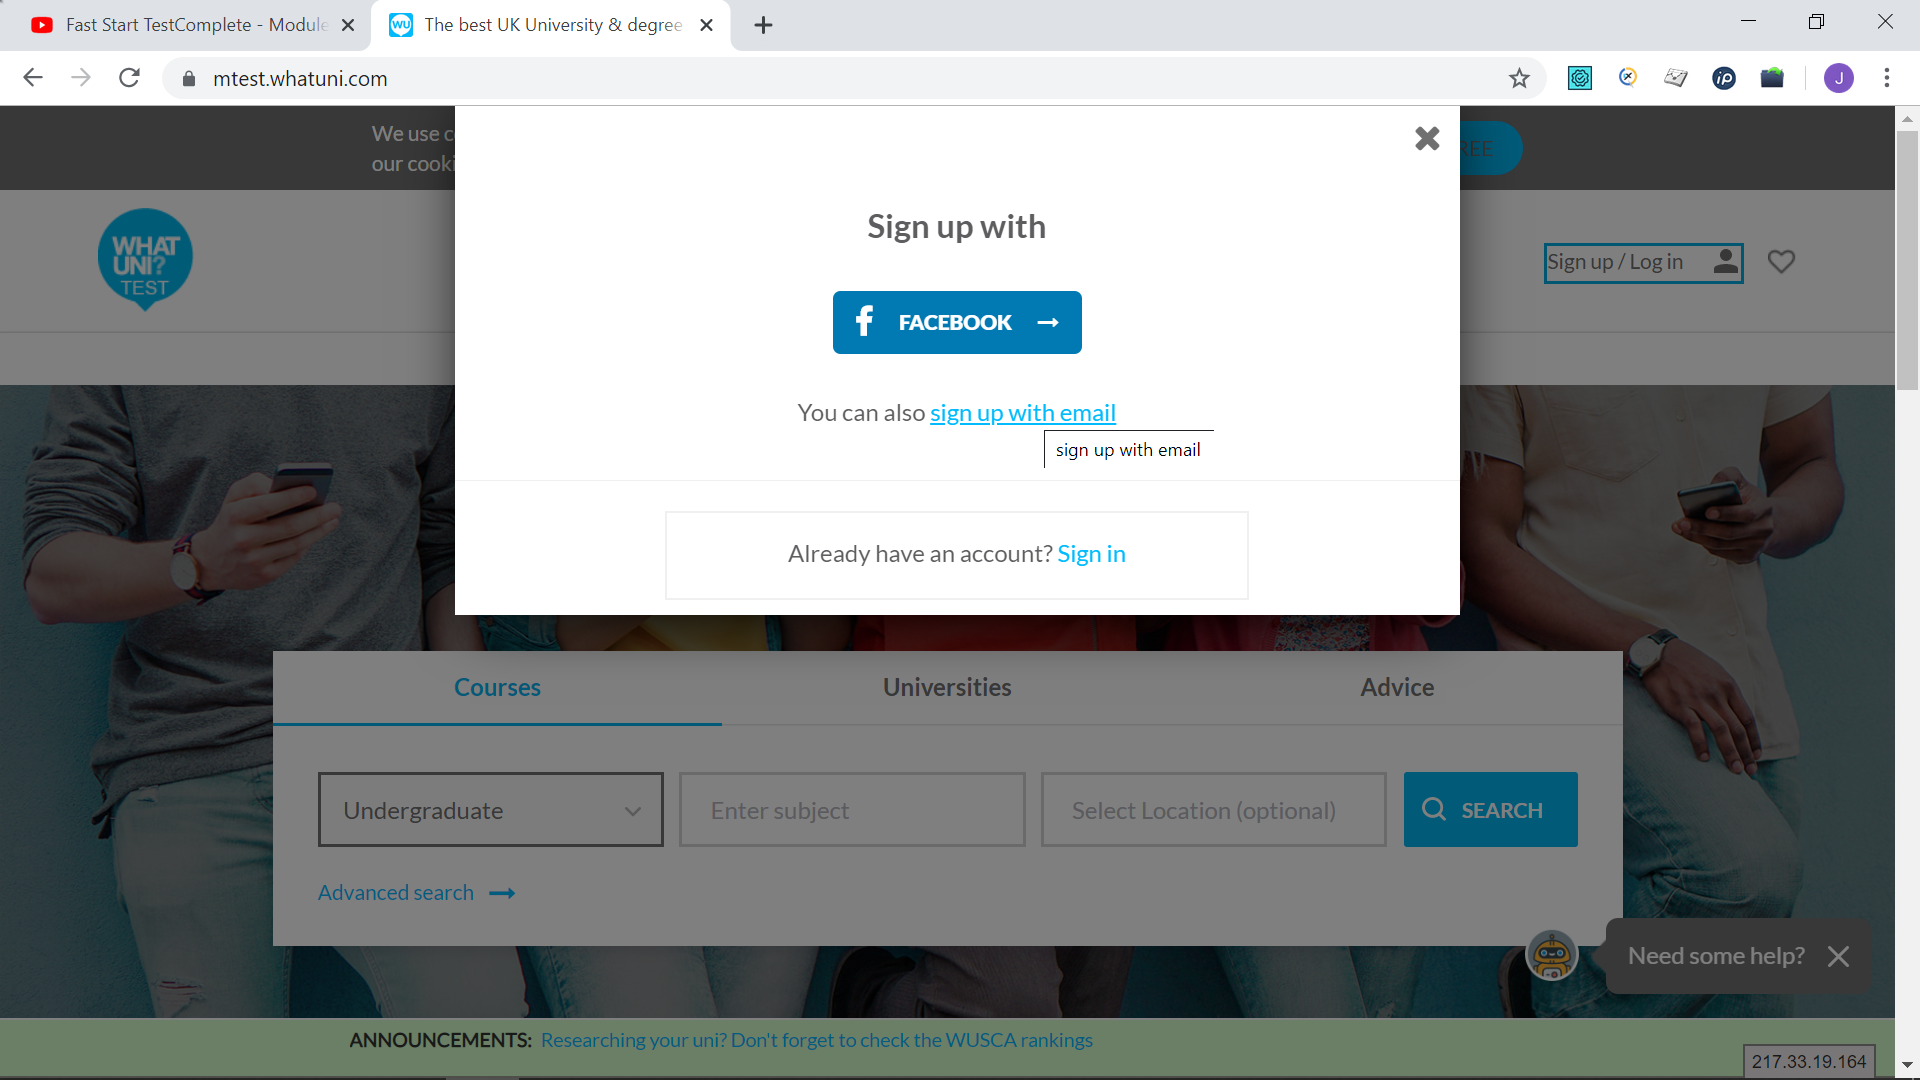 Fast Start TestComplete - Module
The best UK University & degree
mtest.whatuni.com
J
We use
our
Sign up with
FACEBOOK
You can also sign up with email
sign up with email
Already have an account? Sign in
WHAT
UNI?
TEST
Sign up / Log in
Courses
Universities
Advice
Undergraduate
Enter subject
Select Location (optional)
SEARCH
Advanced search
Need some help?
ANNOUNCEMENTS: Researching your uni? Don't forget to check the WUSCA rankings
217.33.19.164